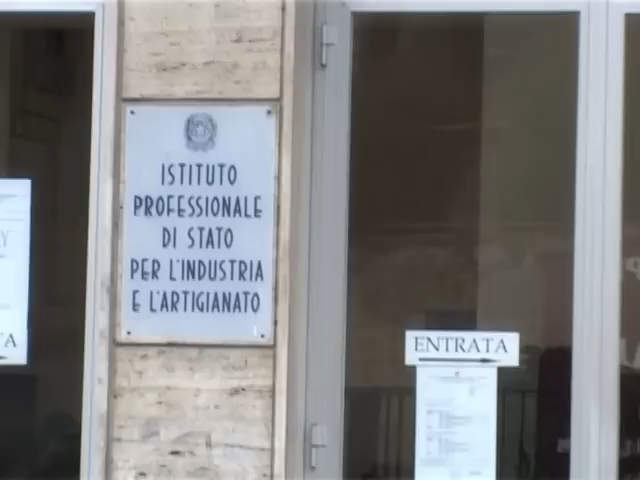 ISTITUTO
PROFESSIONALE
DI STATO
PER L'INDUSTRIA
E L'ARTIGIANATO
ENTRATA